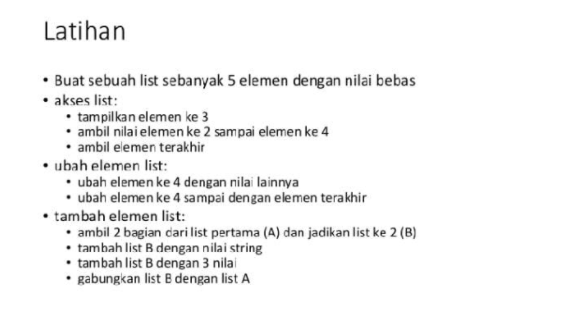 Latihan
• Buat sebuah list sebanyak 5 elemen dengan nilai bebas
• akses list:
• tampilkan elemen ke 3
• ambil nilai elemen ke 2 sampai elemen ke 4
• ambil elemen terakhir
• ubah elemen list:
• ubah elemen ke 4 dengan nilai lainnya
• ubah elemen ke 4 sampai dengan elemen terakhir
• tambah elemen list:
• ambil 2 bagian dari list pertama (A) dan jadikan list ke 2 (B)
• tambah list B dengan nilai string
• tambah list B dengan 3 nilai
• gabungkan list B dengan list A